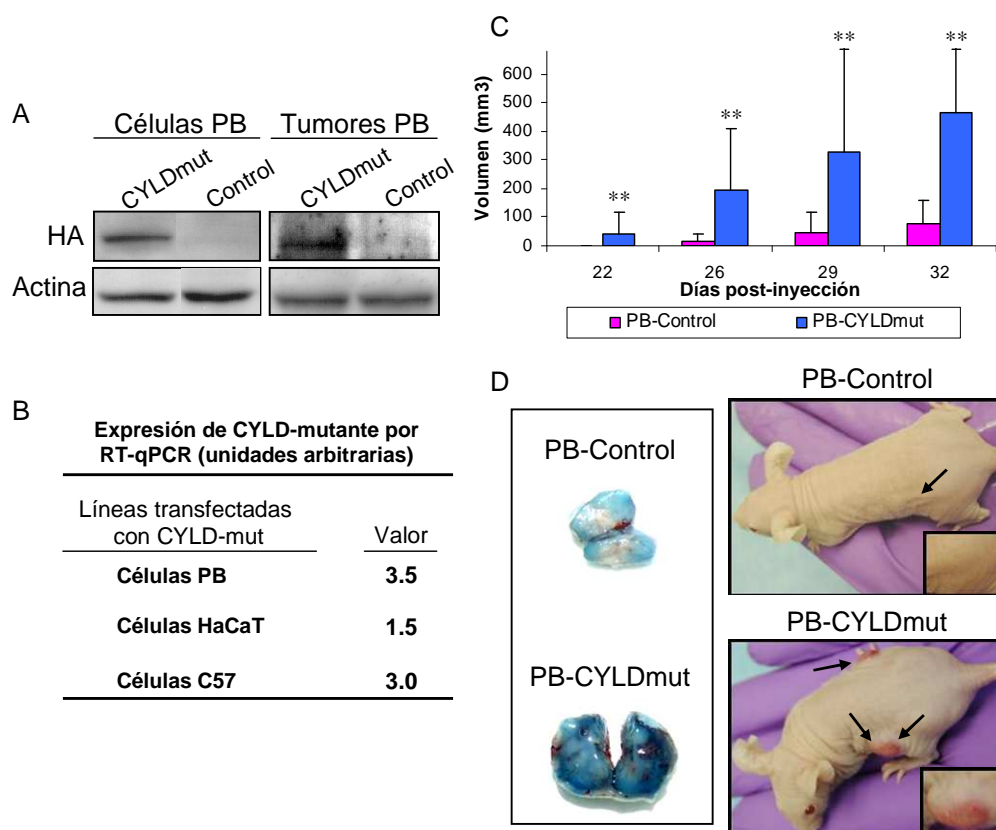 A
Células PB Tumores PB
CYLDmut Control CYLDmut Control
HA
Actina
B
Expresión de CYLD-mutante por
RT-qPCR (unidades arbitrarias)
Líneas transfectadas
con CYLD-mut Valor
Células PB 3.5
Células HaCaT 1.5
Células C57 3.0
C
Volumen (mm3)
600
500
400
300
200
100
0
** ** ** **
22 26 29 32
Días post-inyección
PB-Control PB-CYLDmut
D
PB-Control
PB-CYLDmut
PB-Control
PB-CYLDmut